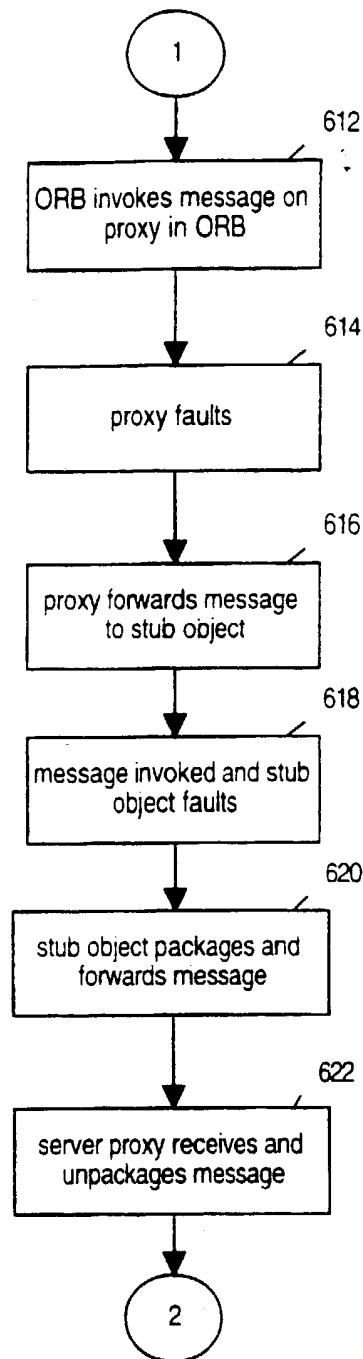 1
612
ORB invokes message on
proxy in ORB
614
proxy faults
616
proxy forwards message
to stub object
618
message invoked and stub
object faults
620
stub object packages and
forwards message
622
server proxy receives and
unpackages message
2